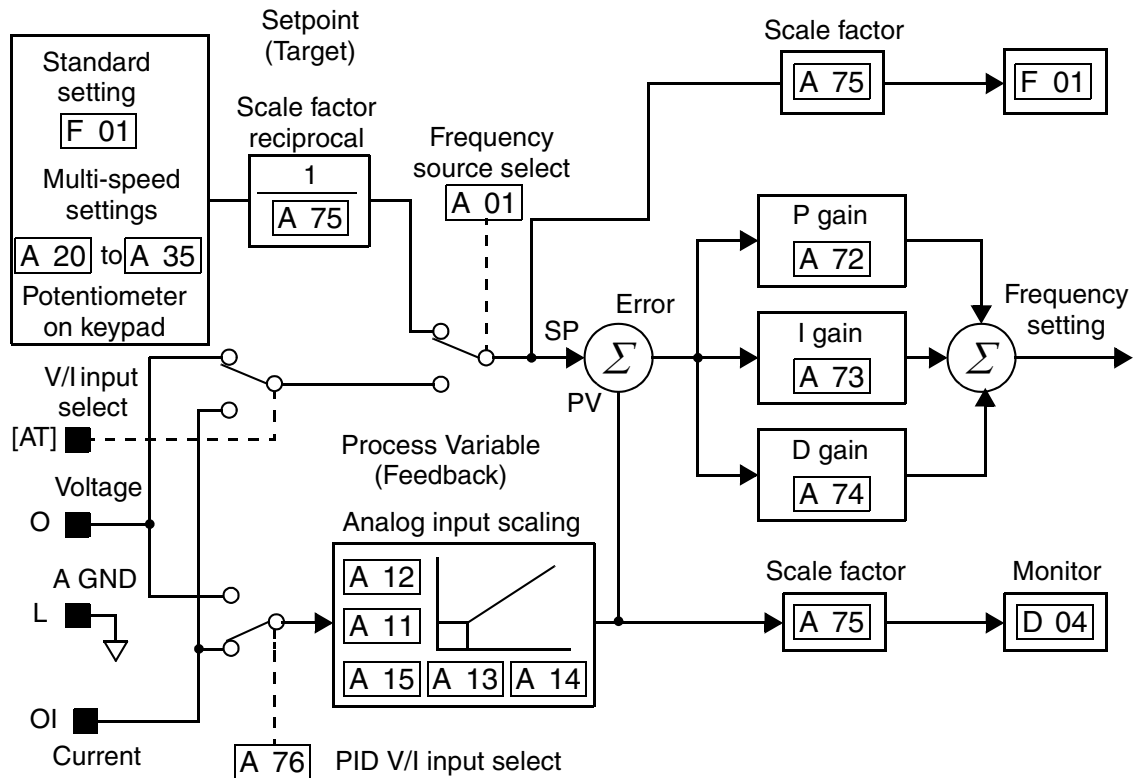 Setpoint
(Target)
Standard
setting
F 01
Multi-speed
settings
A 20 to A 35
Potentiometer
on keypad
Scale factor
reciprocal
1
A 75
Frequency
source select
A 01
Scale factor
A 75
F 01
P gain
A 72
I gain
A 73
D gain
A 74
Error
SP
Σ
PV
Σ
Frequency
setting
V/I input
select
[AT]
Voltage
O
A GND
L
OI
Current
Process Variable
(Feedback)
Analog input scaling
A 12
A 11
A 15 A 13 A 14
A 76
PID V/I input select
Scale factor
A 75
Monitor
D 04